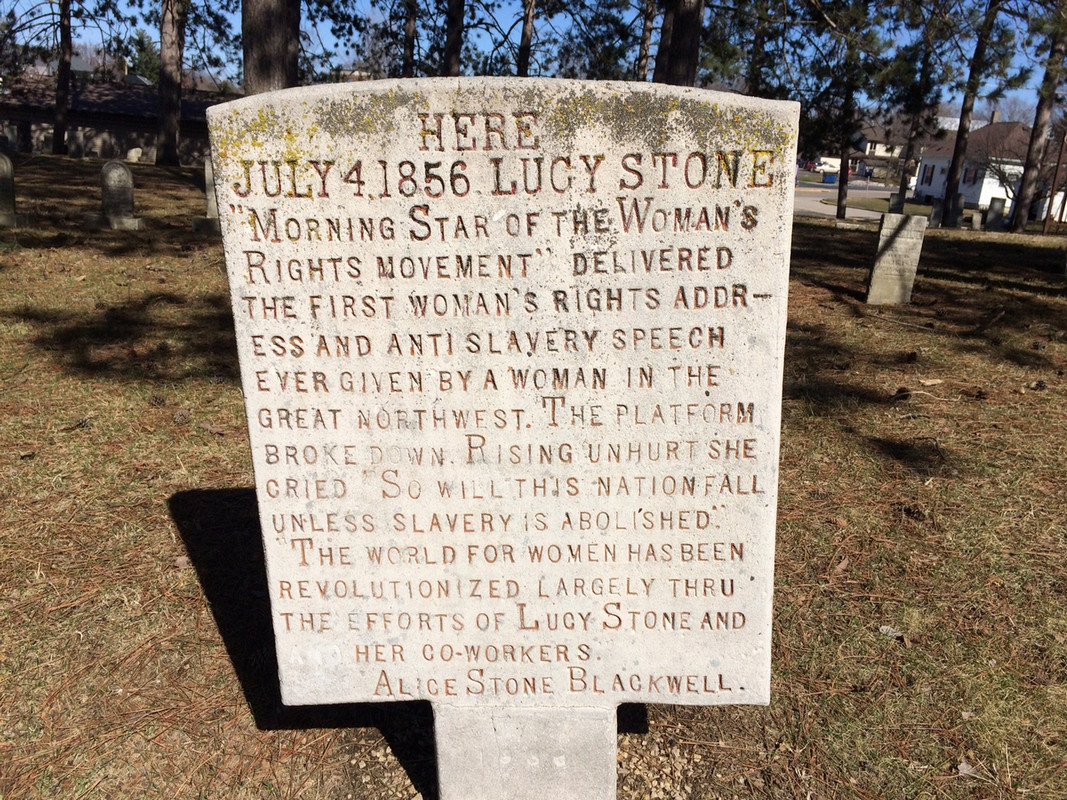 HERE
JULY 4, 1856 LUCY STONE
"MORNING STAR OF THE WOMAN'S
RIGHTS MOVEMENT" DELIVERED
THE FIRST WOMAN'S RIGHTS ADDR–
ESS AND ANTI SLAVERY SPEECH
EVER GIVEN BY A WOMAN IN THE
GREAT NORTHWEST. THE PLATFORM
BROKE DOWN. RISING UNHURT SHE
CRIED "SO WILL THIS NATION FALL
UNLESS SLAVERY IS ABOLISHED."
"THE WORLD FOR WOMEN HAS BEEN
REVOLUTIONIZED LARGELY THRU
THE EFFORTS OF LUCY STONE AND
HER CO-WORKERS.
ALICE STONE BLACKWELL.